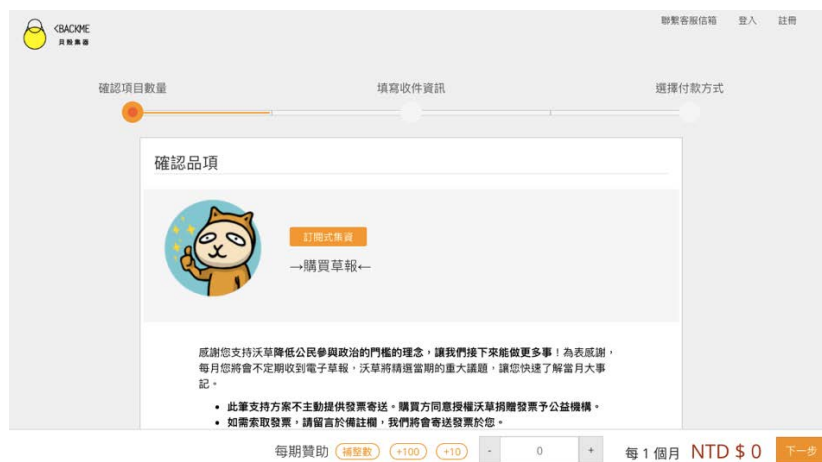 <BACKME
貝殼集器
聯繫客服信箱 登入 註冊
確認項目數量 填寫收件資訊 選擇付款方式
確認品項
訂閱式集資
→購買草報←
感謝您支持沃草降低公民參與政治的門檻的理念，讓我們接下來能做更多事！為表感謝，
每月您將會不定期收到電子草報，沃草將精選當期的重大議題，讓您快速了解當月大事
記。
• 此筆支持方案不主動提供發票寄送。購買方同意授權沃草捐贈發票予公益機構。
• 如需索取發票，請留言於備註欄，我們將會寄送發票於您。
每期贊助 補整數 +100 +10 - 0 + 每 1 個月 NTD $ 0 下一步